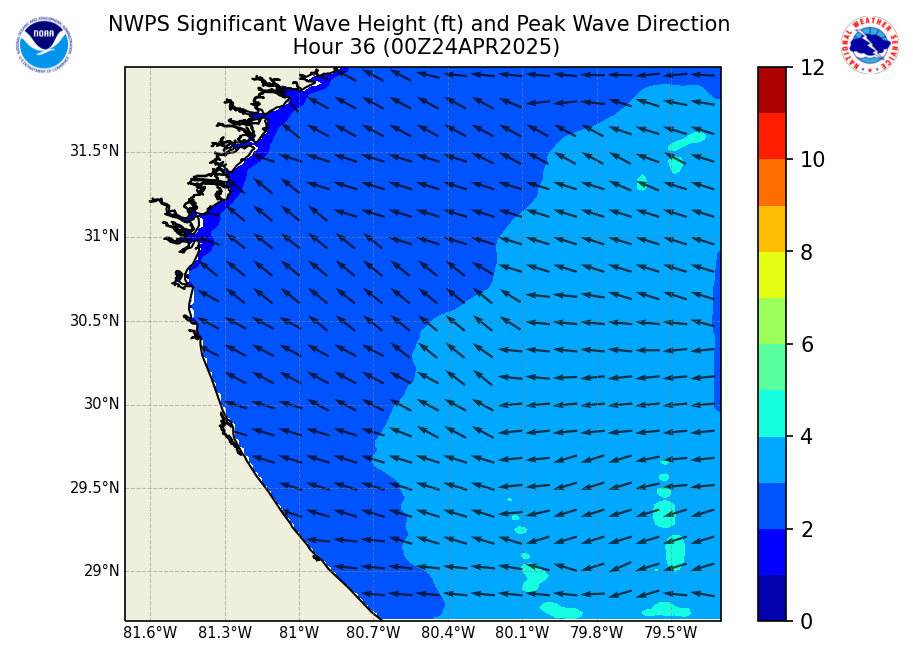 NWPS Significant Wave Height (ft) and Peak Wave Direction
Hour 36 (00Z24APR2025)
NOAA
NATIONAL WEATHER SERVICE
12
10
8
6
4
2
0
31.5°N
31°N
30.5°N
30°N
29.5°N
29°N
81.6°W 81.3°W 81°W 80.7°W 80.4°W 80.1°W 79.8°W 79.5°W